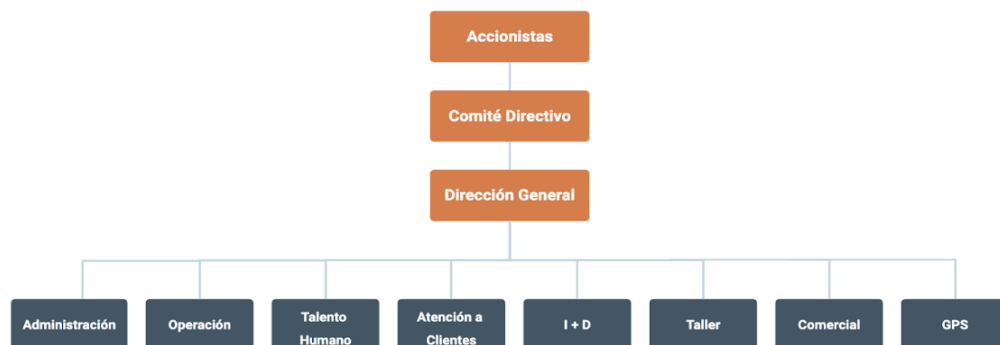 Accionistas
Comité Directivo
Dirección General
Administración
Operación
Talento
Humano
Atención a
Clientes
I + D
Taller
Comercial
GPS